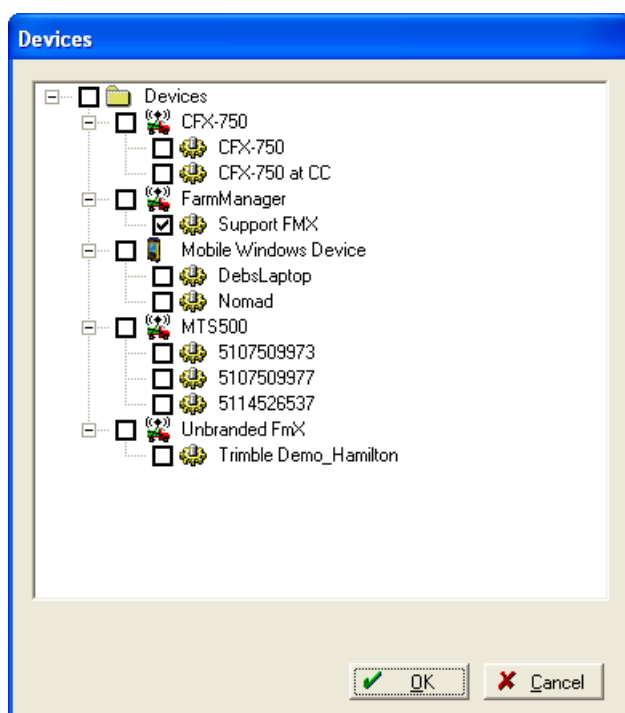 Devices
Devices
CFX-750
CFX-750
CFX-750 at CC
FarmManager
Support FMX
Mobile Windows Device
DebsLaptop
Nomad
MTS500
5107509973
5107509977
5114526537
Unbranded FmX
Trimble Demo_Hamilton
OK Cancel